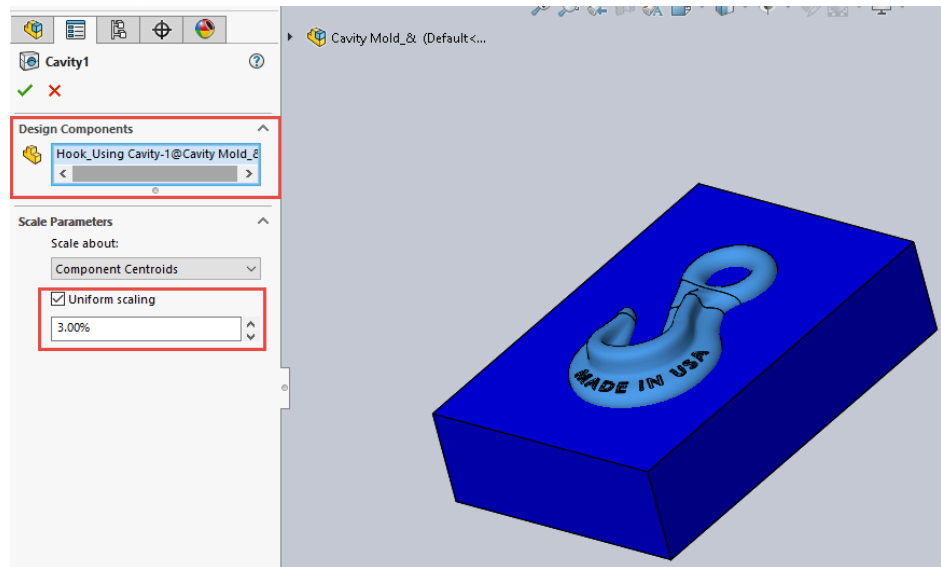 Cavity Mold_& (Default<...
Cavity1
Design Components
Hook_Using Cavity-1@Cavity Mold_&
Scale Parameters
Scale about:
Component Centroids
Uniform scaling
3.00%
MADE IN USA